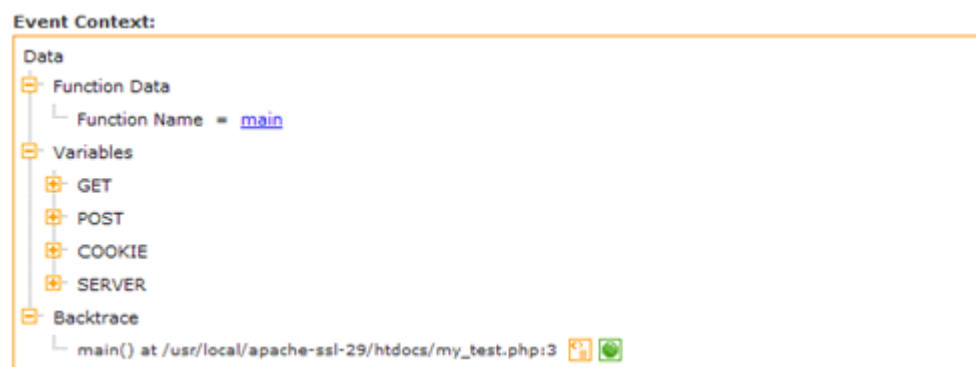 Event Context:
Data
Function Data
Function Name = main
Variables
GET
POST
COOKIE
SERVER
Backtrace
main() at /usr/local/apache-ssl-29/htdocs/my_test.php:3